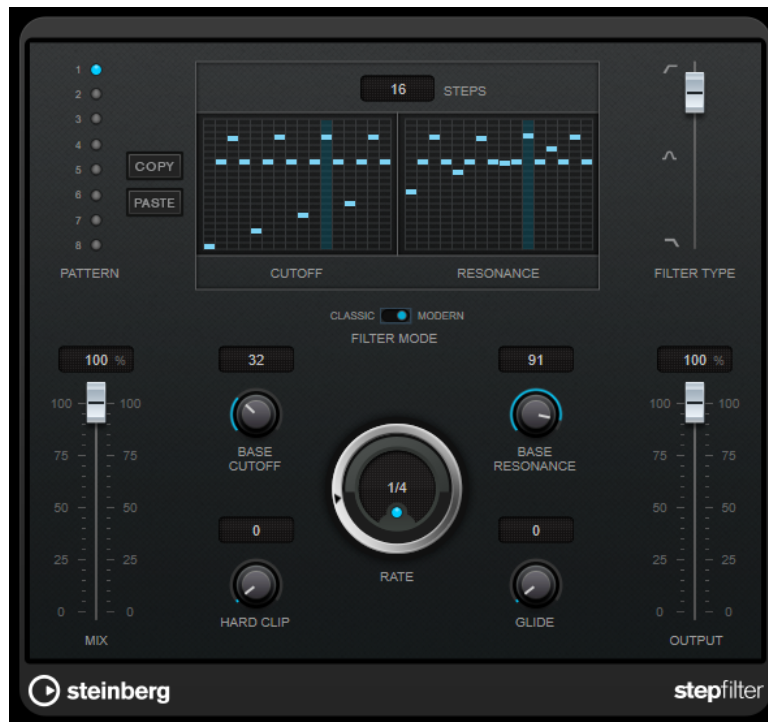 1
2
3
4
5
6
7
8
COPY
PASTE
PATTERN
16 STEPS
CUTOFF RESONANCE
FILTER TYPE
CLASSIC MODERN
FILTER MODE
100 %
32
91
100 %
100 100
75 75
50 50
25 25
0 0
MIX
BASE
CUTOFF
BASE
RESONANCE
1/4
RATE
0
HARD CLIP
0
GLIDE
100 100
75 75
50 50
25 25
0 0
OUTPUT
steinberg
stepfilter